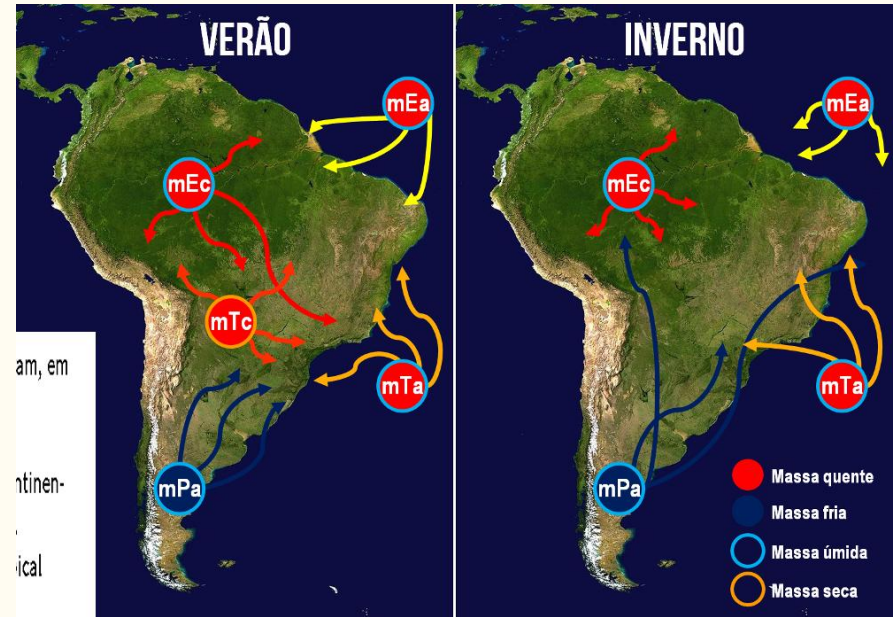 VERÃO
mEa
mEc
mTc
mTa
mPa
am, em
ntinen-
ical
INVERNO
mEa
mEc
mTa
mPa
Massa quente
Massa fria
Massa úmida
Massa seca